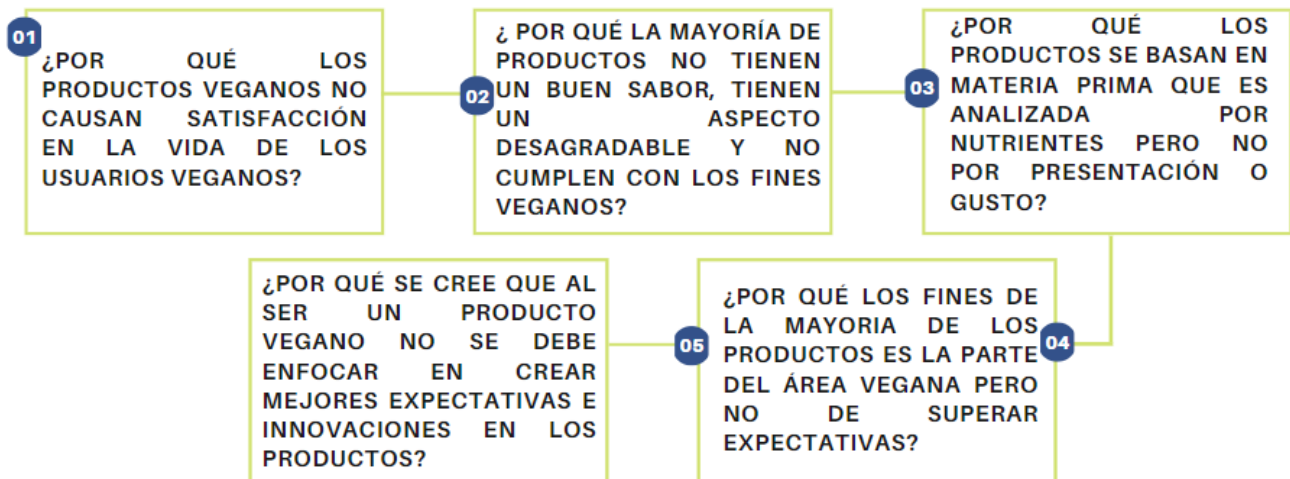 01
¿POR QUÉ LOS
PRODUCTOS VEGANOS NO
CAUSAN SATISFACCIÓN
EN LA VIDA DE LOS
USUARIOS VEGANOS?
02
¿ POR QUÉ LA MAYORÍA DE
PRODUCTOS NO TIENEN
UN BUEN SABOR, TIENEN
UN ASPECTO
DESAGRADABLE Y NO
CUMPLEN CON LOS FINES
VEGANOS?
03
¿POR QUÉ LOS
PRODUCTOS SE BASAN EN
MATERIA PRIMA QUE ES
ANALIZADA POR
NUTRIENTES PERO NO
POR PRESENTACIÓN O
GUSTO?
04
¿POR QUÉ LOS FINES DE
LA MAYORIA DE LOS
PRODUCTOS ES LA PARTE
DEL ÁREA VEGANA PERO
NO DE SUPERAR
EXPECTATIVAS?
05
¿POR QUÉ SE CREE QUE AL
SER UN PRODUCTO
VEGANO NO SE DEBE
ENFOCAR EN CREAR
MEJORES EXPECTATIVAS E
INNOVACIONES EN LOS
PRODUCTOS?